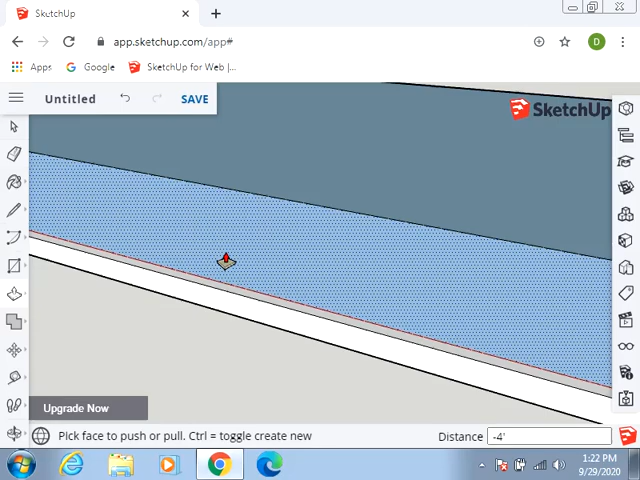 SketchUp
app.sketchup.com/app#
D
Apps
Google
SketchUp for Web |...
Untitled
SAVE
SketchUp
Upgrade Now
Pick face to push or pull. Ctrl = toggle create new
Distance
-4'
1:22 PM
9/29/2020